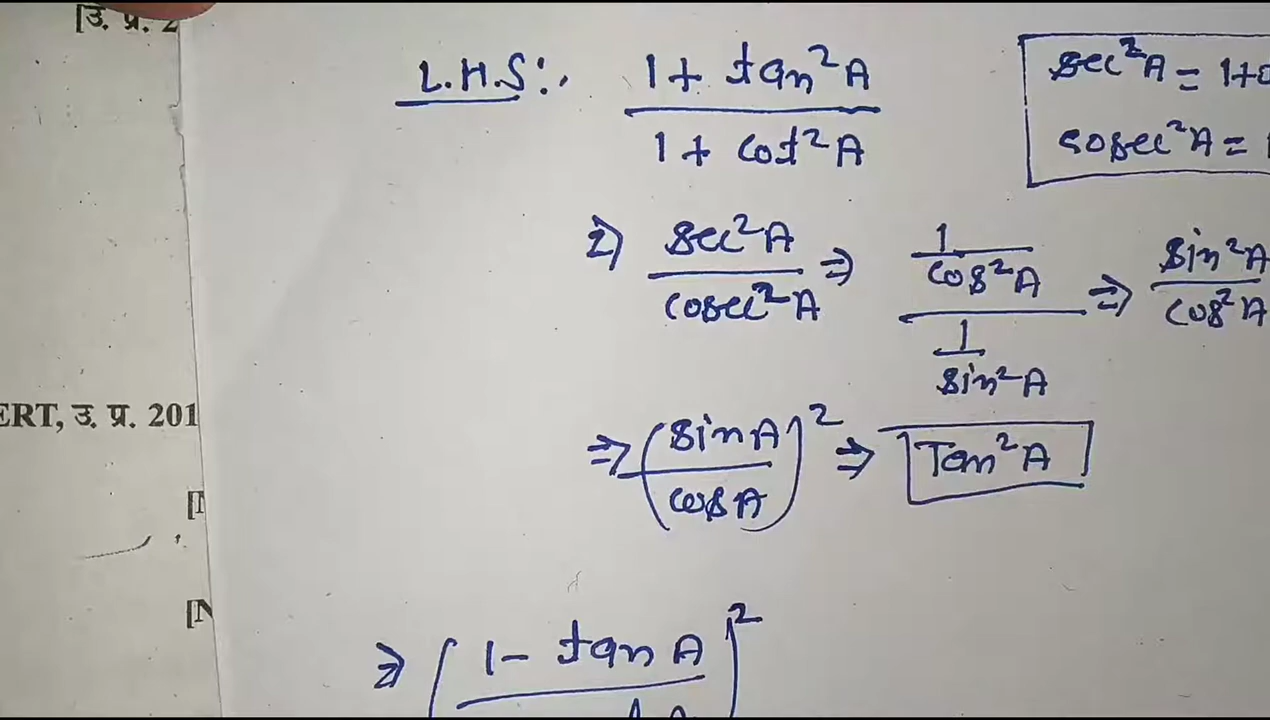 [उ. प्र. 2
L.H.S:. 1 + tan²A / 1 + cot²A
sec²A = 1+
cosec²A =
⇒ sec²A / cosec²A ⇒ 1/cos²A / 1/sin²A ⇒ sin²A / cos²A
ERT, उ. प्र. 201
⇒ (sinA / cosA)² ⇒ Tan²A
[N
⇒ (1 - tan A